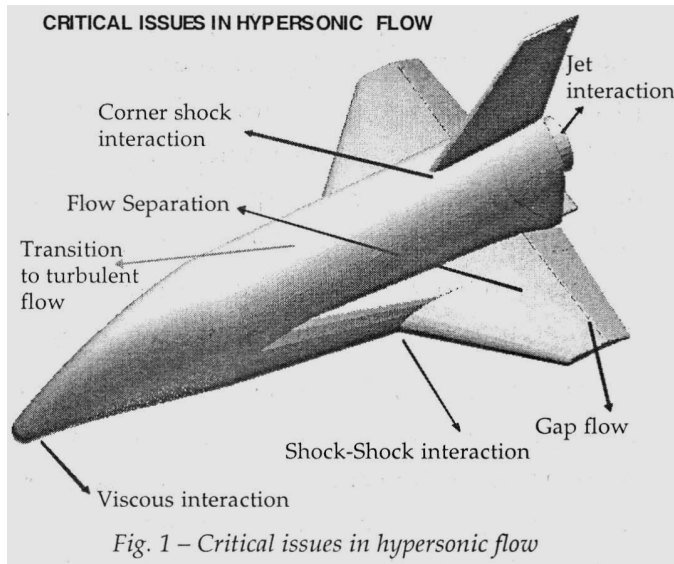 CRITICAL ISSUES IN HYPERSONIC FLOW
Jet
interaction
Corner shock
interaction
Flow Separation
Transition
to turbulent
flow
Gap flow
Shock-Shock interaction
Viscous interaction
Fig. 1 – Critical issues in hypersonic flow